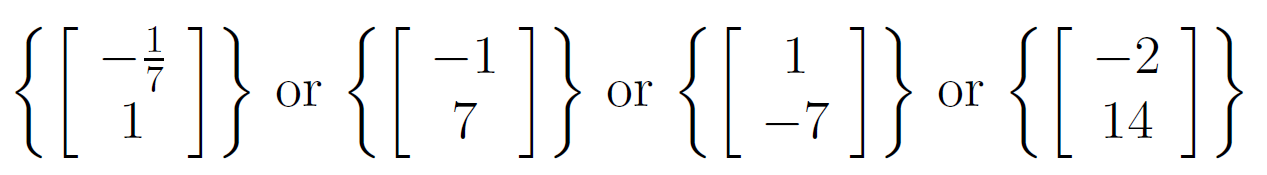 {[ -1/7 1 ]} or {[ -1 7 ]} or {[ 1 -7 ]} or {[ -2 14 ]}